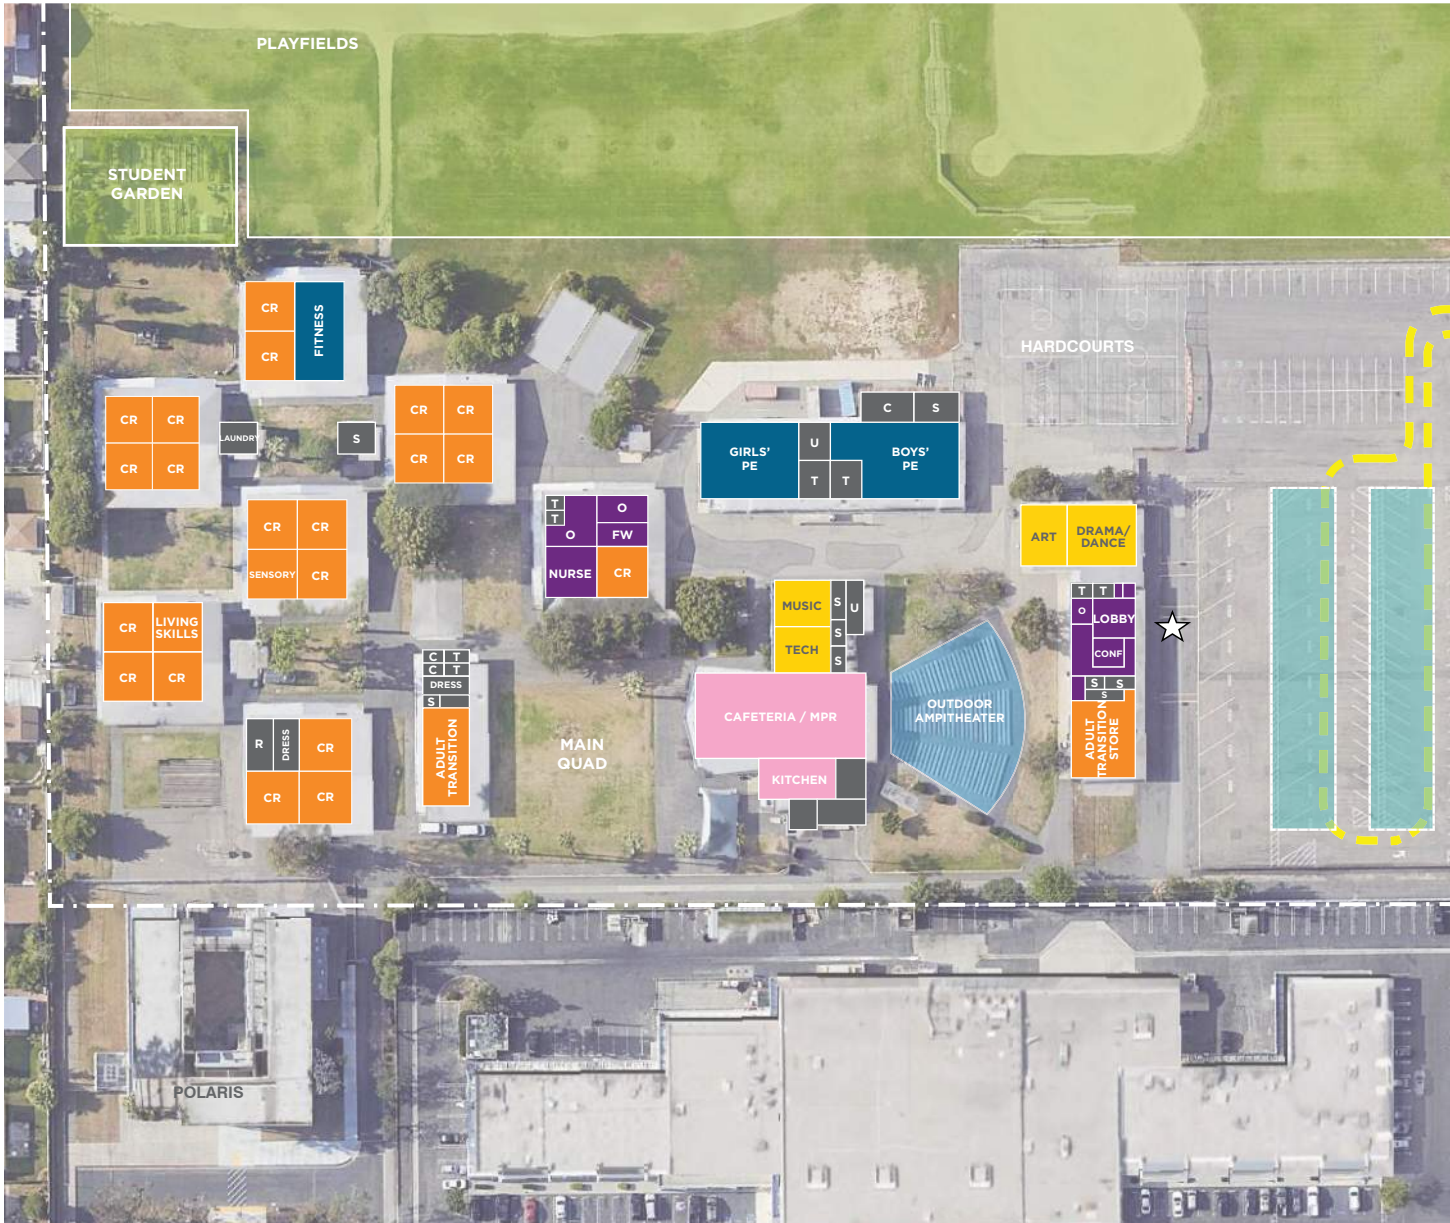 PLAYFIELDS
STUDENT
GARDEN
CR
CR
FITNESS
HARDCOURTS
CR
CR
CR
CR
LAUNDRY
S
CR
CR
CR
CR
C
S
GIRLS'
PE
U
T
T
BOYS'
PE
CR
CR
SENSORY
CR
T
T
O
O
FW
NURSE
CR
ART
DRAMA/
DANCE
MUSIC
TECH
S
S
S
U
T
T
O
LOBBY
CONF
S
S
S
ADULT
TRANSITION
STORE
CR
LIVING
SKILLS
CR
CR
C
T
C
T
DRESS
S
ADULT
TRANSITION
R
DRESS
CR
CR
CR
MAIN
QUAD
CAFETERIA / MPR
KITCHEN
OUTDOOR
AMPITHEATER
POLARIS